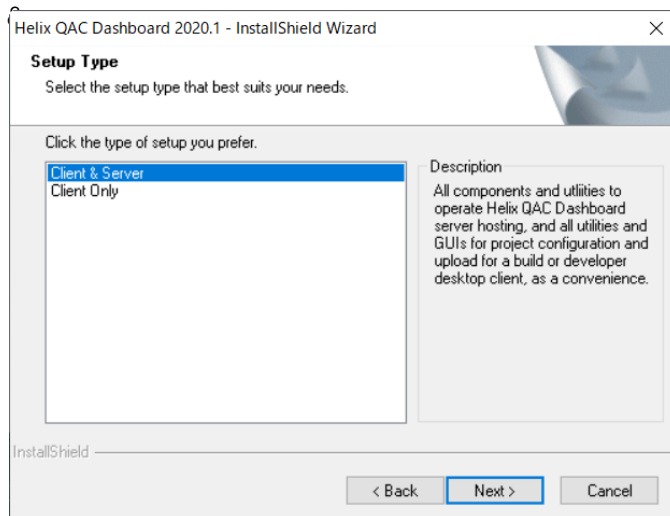 Helix QAC Dashboard 2020.1 - InstallShield Wizard
Setup Type
Select the setup type that best suits your needs.
Click the type of setup you prefer.
Client & Server
Client Only
Description
All components and utliities to
operate Helix QAC Dashboard
server hosting, and all utilities and
GUIs for project configuration and
upload for a build or developer
desktop client, as a convenience.
InstallShield
< Back
Next >
Cancel